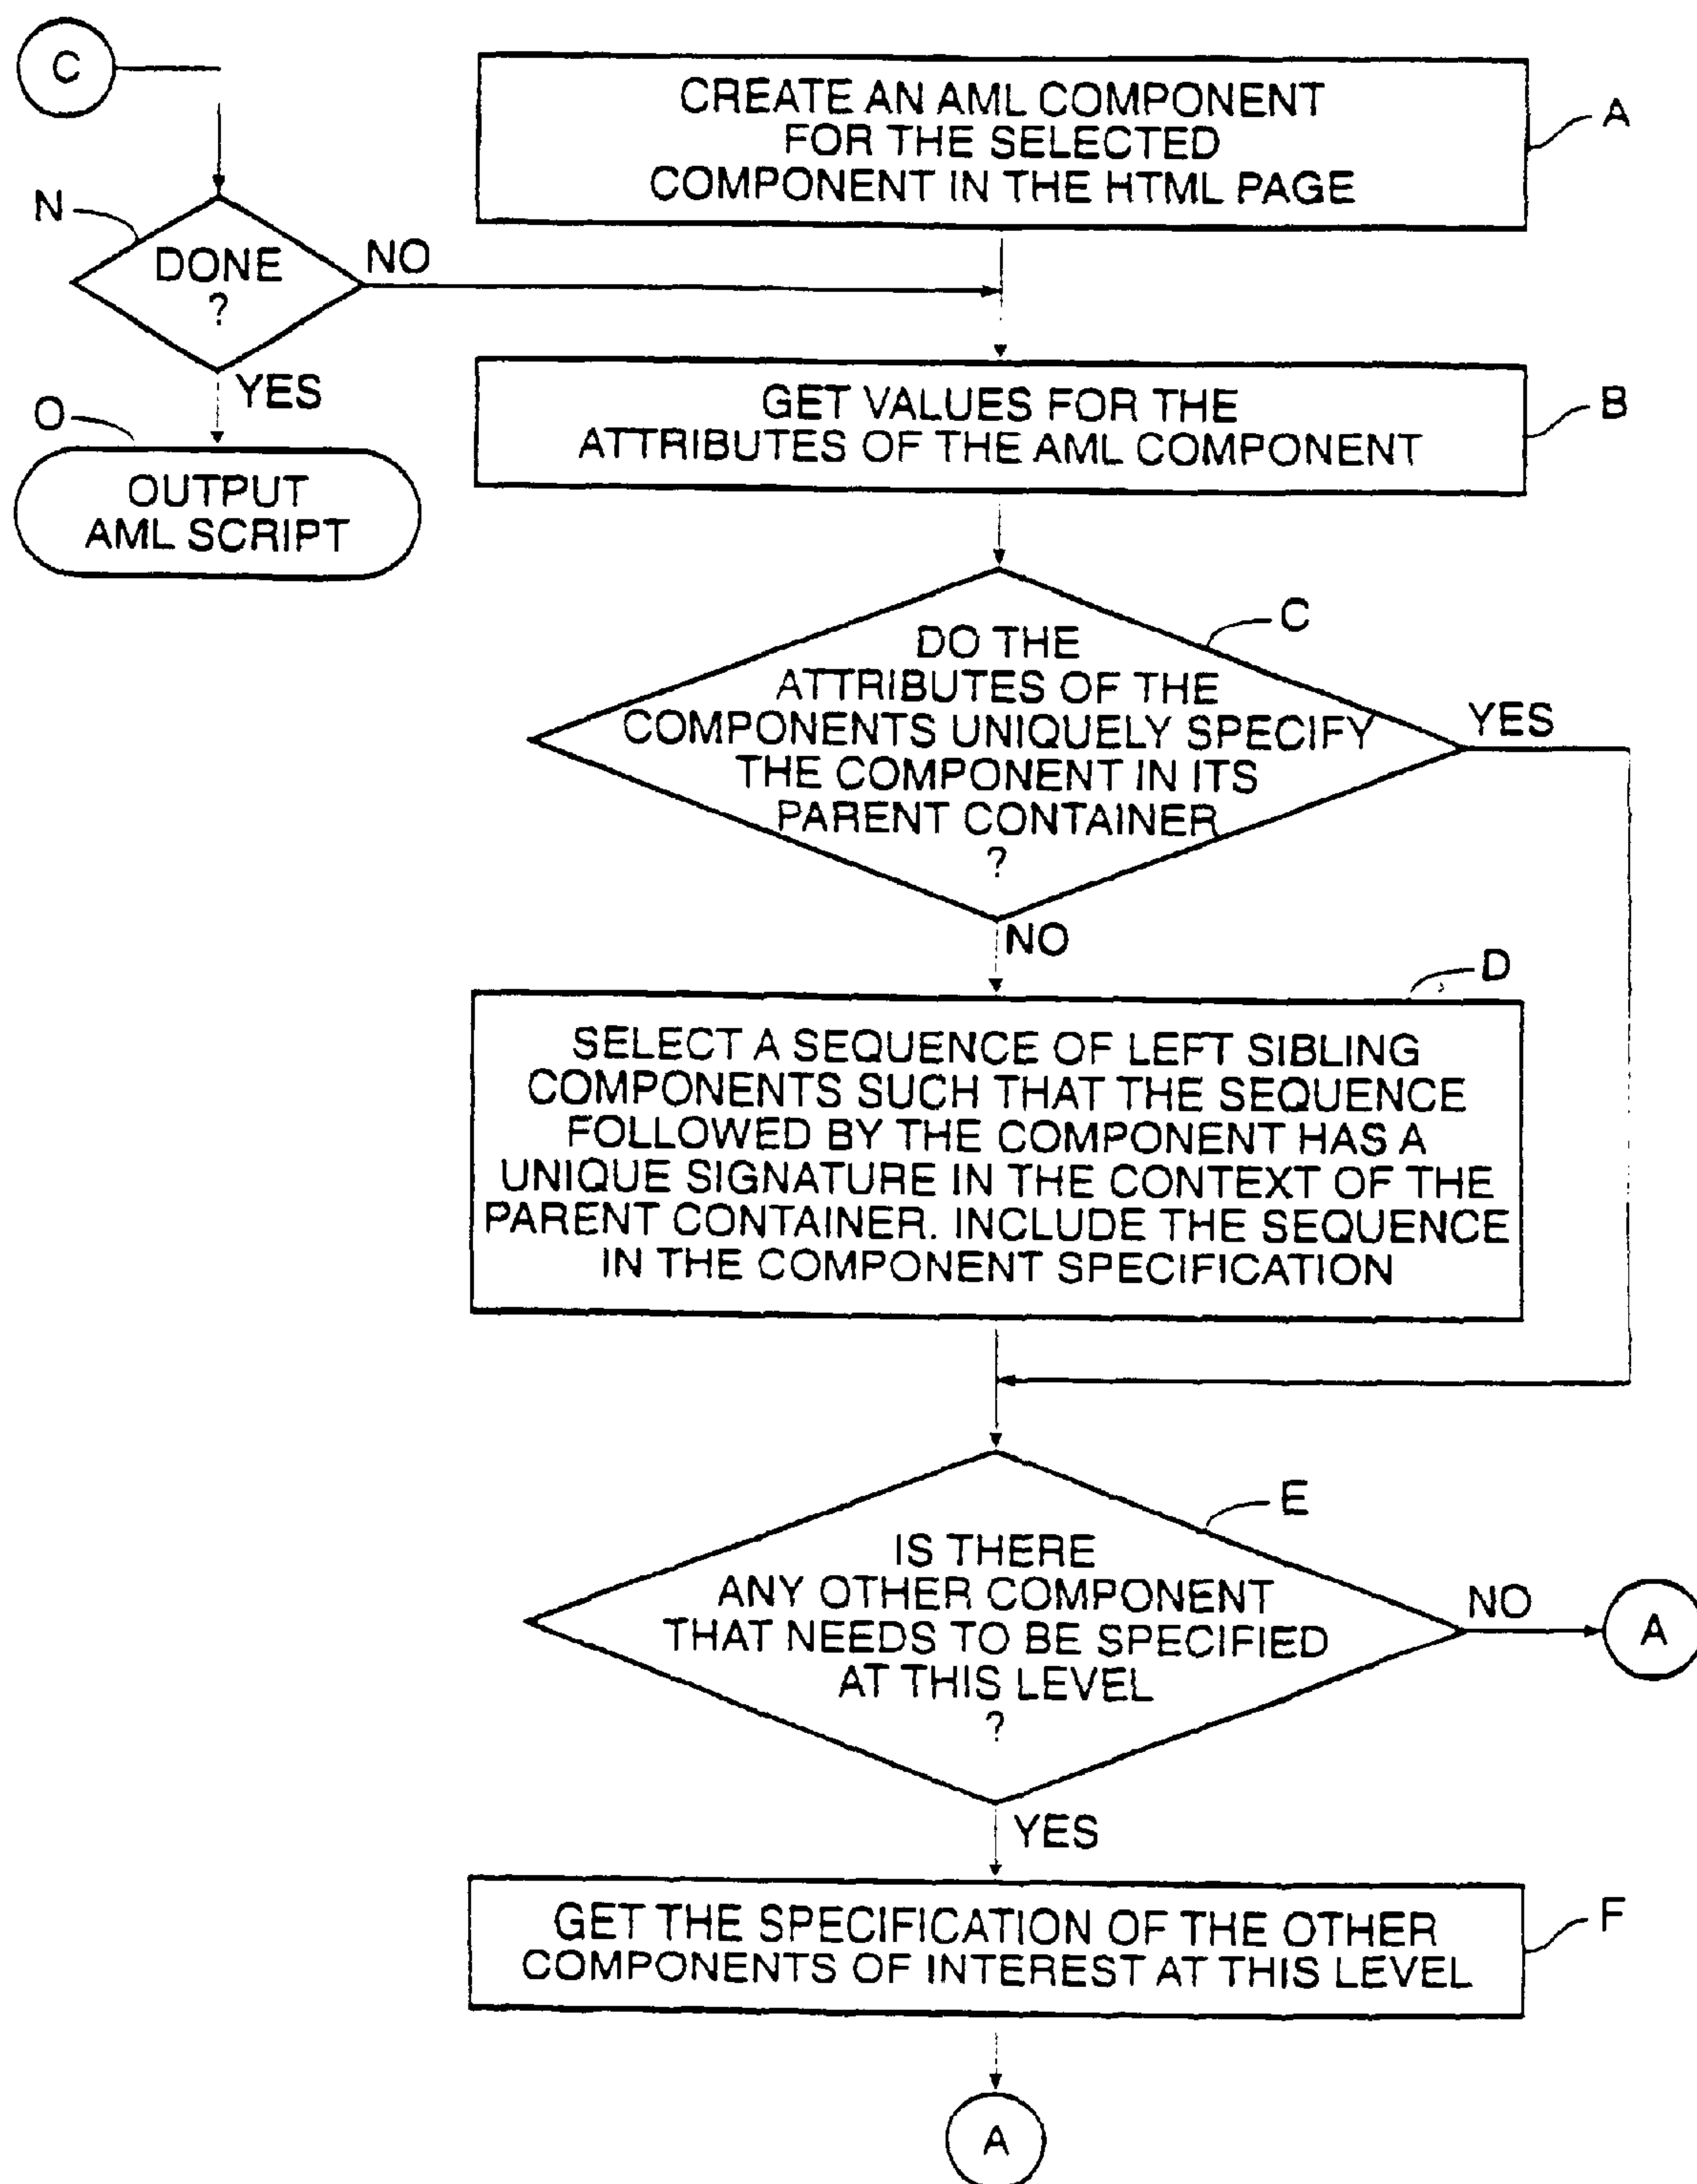 C
CREATE AN AML COMPONENT
FOR THE SELECTED
COMPONENT IN THE HTML PAGE
A
N
DONE
?
NO
YES
O
OUTPUT
AML SCRIPT
GET VALUES FOR THE
ATTRIBUTES OF THE AML COMPONENT
B
C
DO THE
ATTRIBUTES OF THE
COMPONENTS UNIQUELY SPECIFY
THE COMPONENT IN ITS
PARENT CONTAINER
?
YES
NO
D
SELECT A SEQUENCE OF LEFT SIBLING
COMPONENTS SUCH THAT THE SEQUENCE
FOLLOWED BY THE COMPONENT HAS A
UNIQUE SIGNATURE IN THE CONTEXT OF THE
PARENT CONTAINER. INCLUDE THE SEQUENCE
IN THE COMPONENT SPECIFICATION
E
IS THERE
ANY OTHER COMPONENT
THAT NEEDS TO BE SPECIFIED
AT THIS LEVEL
?
NO
A
YES
GET THE SPECIFICATION OF THE OTHER
COMPONENTS OF INTEREST AT THIS LEVEL
F
A